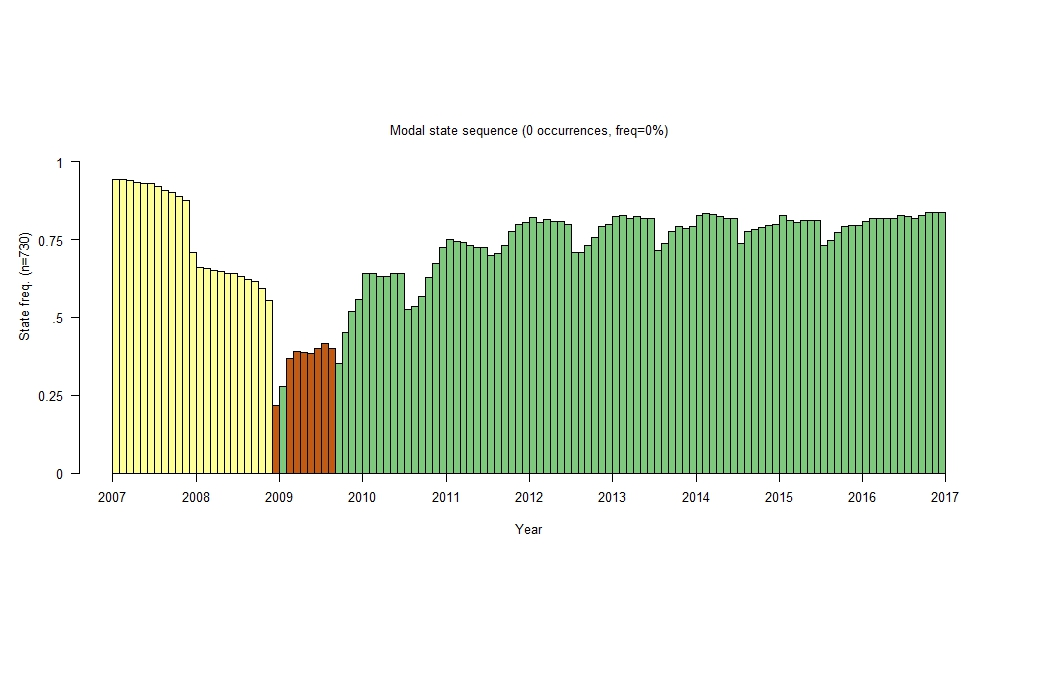 Modal state sequence (0 occurrences, freq=0%)
1
0.75
.5
0.25
0
State freq. (n=730)
2007 2008 2009 2010 2011 2012 2013 2014 2015 2016 2017
Year